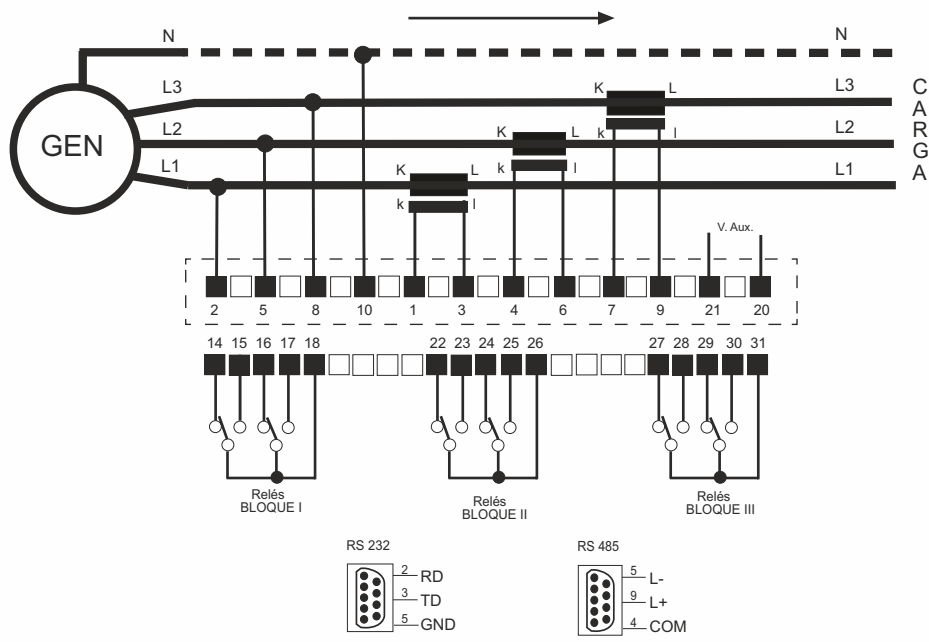 N N
L3 K L L3
GEN L2 K L k l L2
L1 K L k l L1
k l
CARGA
V. Aux.
2 5 8 10 1 3 4 6 7 9 21 20
14 15 16 17 18 22 23 24 25 26 27 28 29 30 31
Relés
BLOQUE I
Relés
BLOQUE II
Relés
BLOQUE III
RS 232
2 RD
3 TD
5 GND
RS 485
5 L-
9 L+
4 COM